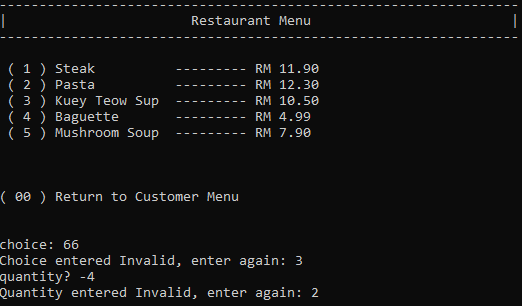 -----------------------------------------------------------------
|                       Restaurant Menu                         |
-----------------------------------------------------------------
( 1 ) Steak          --------- RM 11.90
( 2 ) Pasta          --------- RM 12.30
( 3 ) Kuey Teow Sup  --------- RM 10.50
( 4 ) Baguette       --------- RM 4.99
( 5 ) Mushroom Soup  --------- RM 7.90
( 00 ) Return to Customer Menu
choice: 66
Choice entered Invalid, enter again: 3
quantity? -4
Quantity entered Invalid, enter again: 2